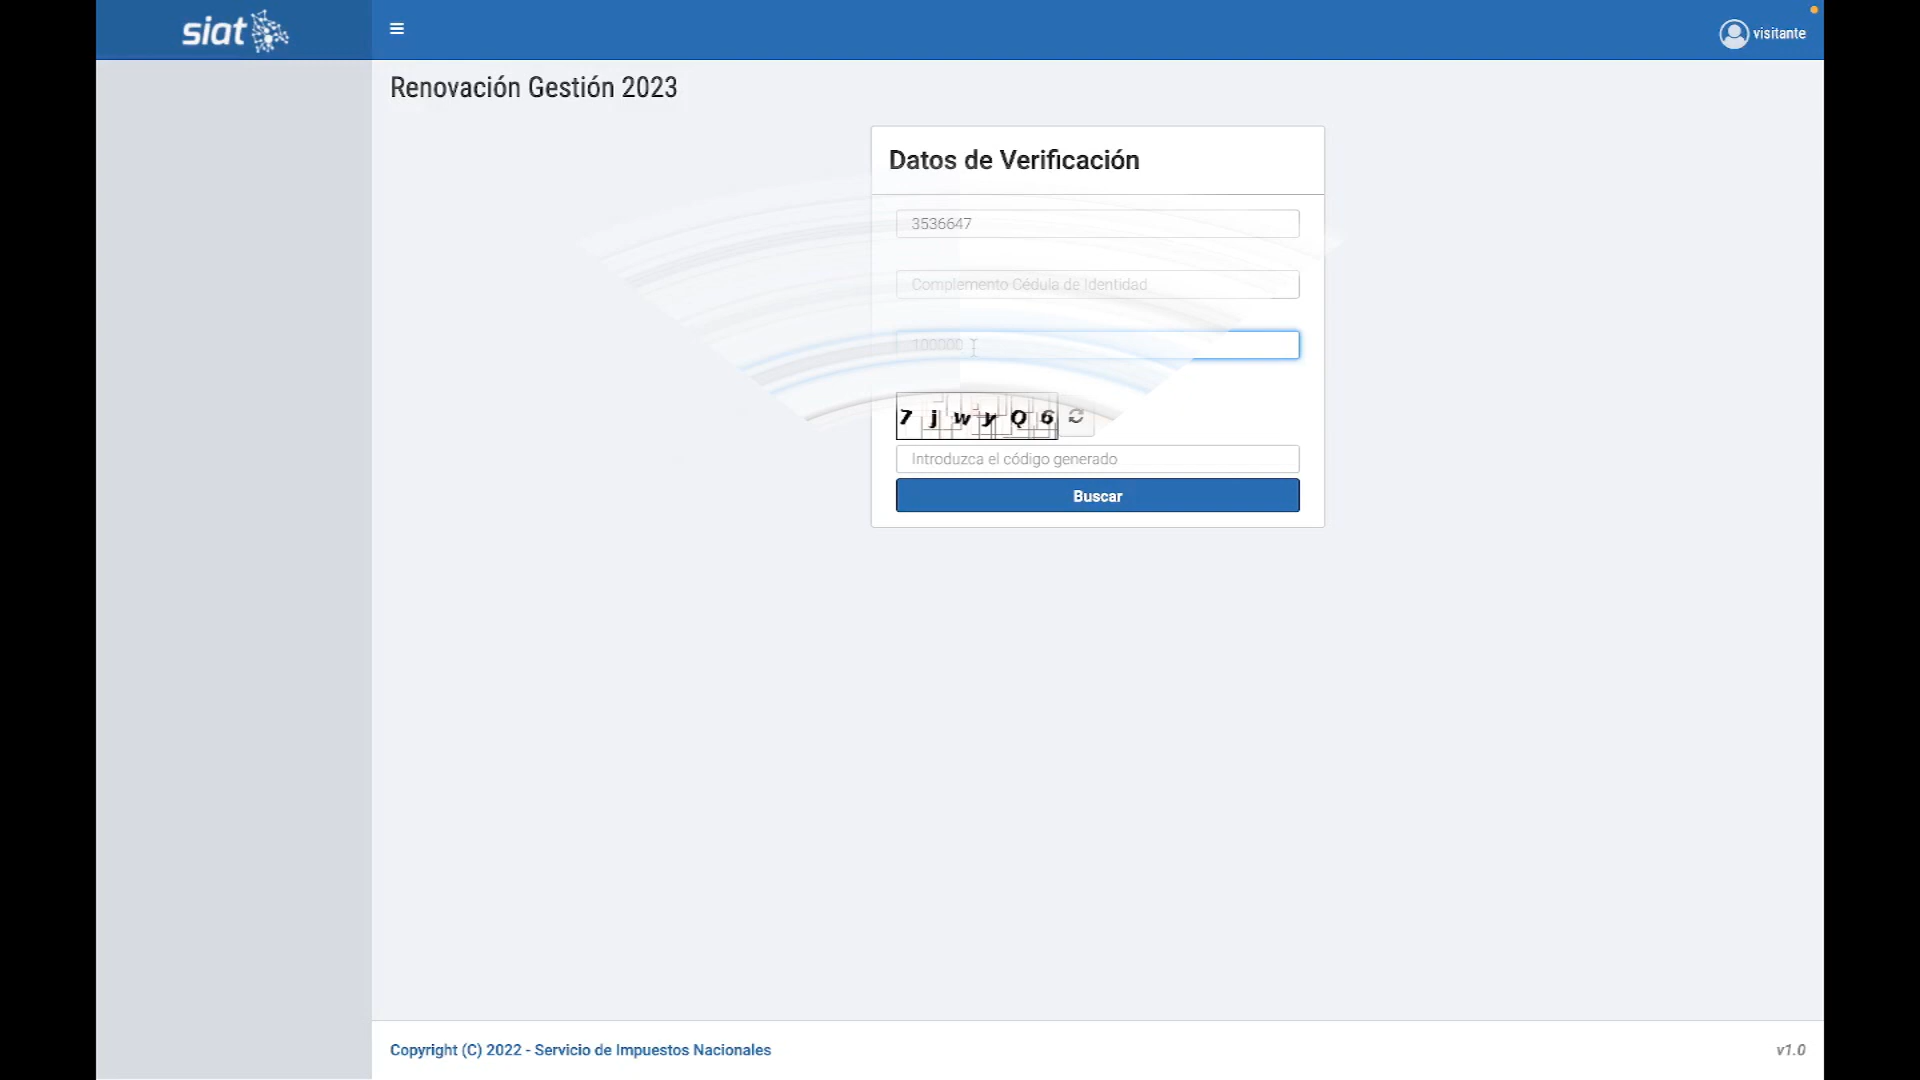 siat
visitante
Renovación Gestión 2023
Datos de Verificación
3536647
Complemento Cédula de Identidad
100000
7 j w y Q 6
Introduzca el código generado
Buscar
Copyright (C) 2022 - Servicio de Impuestos Nacionales
v1.0